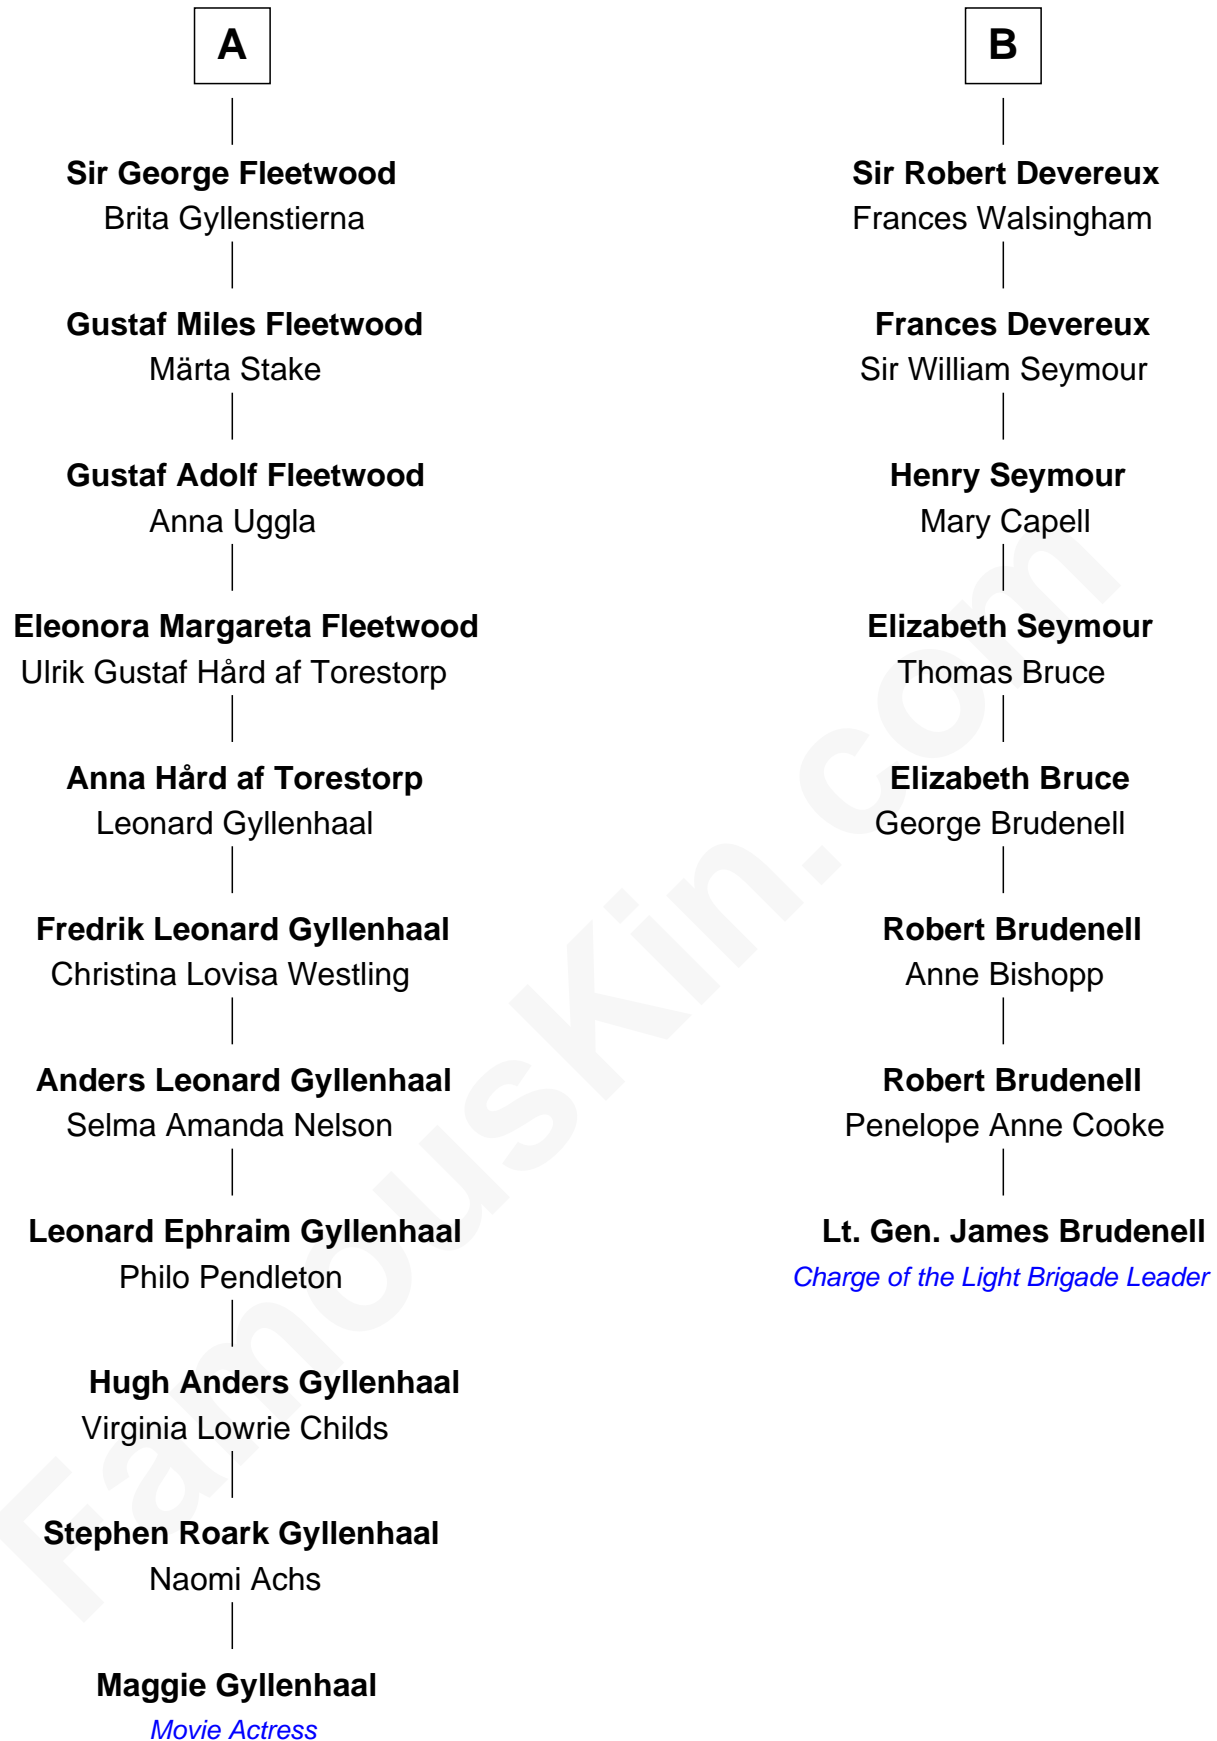 A
Sir George Fleetwood
Brita Gyllenstierna
Gustaf Miles Fleetwood
Märta Stake
Gustaf Adolf Fleetwood
Anna Uggla
Eleonora Margareta Fleetwood
Ulrik Gustaf Hård af Torestorp
Anna Hård af Torestorp
Leonard Gyllenhaal
Fredrik Leonard Gyllenhaal
Christina Lovisa Westling
Anders Leonard Gyllenhaal
Selma Amanda Nelson
Leonard Ephraim Gyllenhaal
Philo Pendleton
Hugh Anders Gyllenhaal
Virginia Lowrie Childs
Stephen Roark Gyllenhaal
Naomi Achs
Maggie Gyllenhaal
Movie Actress
B
Sir Robert Devereux
Frances Walsingham
Frances Devereux
Sir William Seymour
Henry Seymour
Mary Capell
Elizabeth Seymour
Thomas Bruce
Elizabeth Bruce
George Brudenell
Robert Brudenell
Anne Bishopp
Robert Brudenell
Penelope Anne Cooke
Lt. Gen. James Brudenell
Charge of the Light Brigade Leader
FamousKin.com